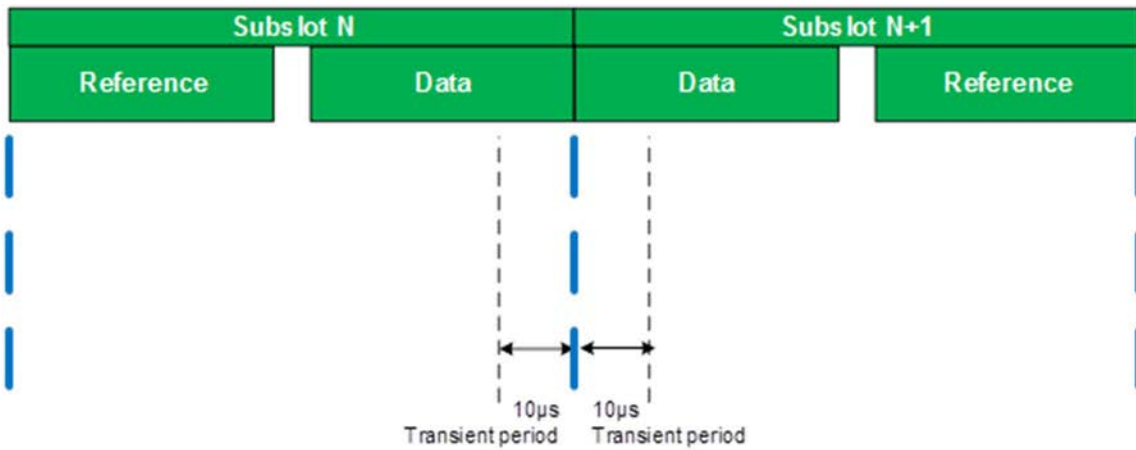 Subslot N Subslot N+1
Reference Data Data Reference
10µs 10µs
Transient period Transient period